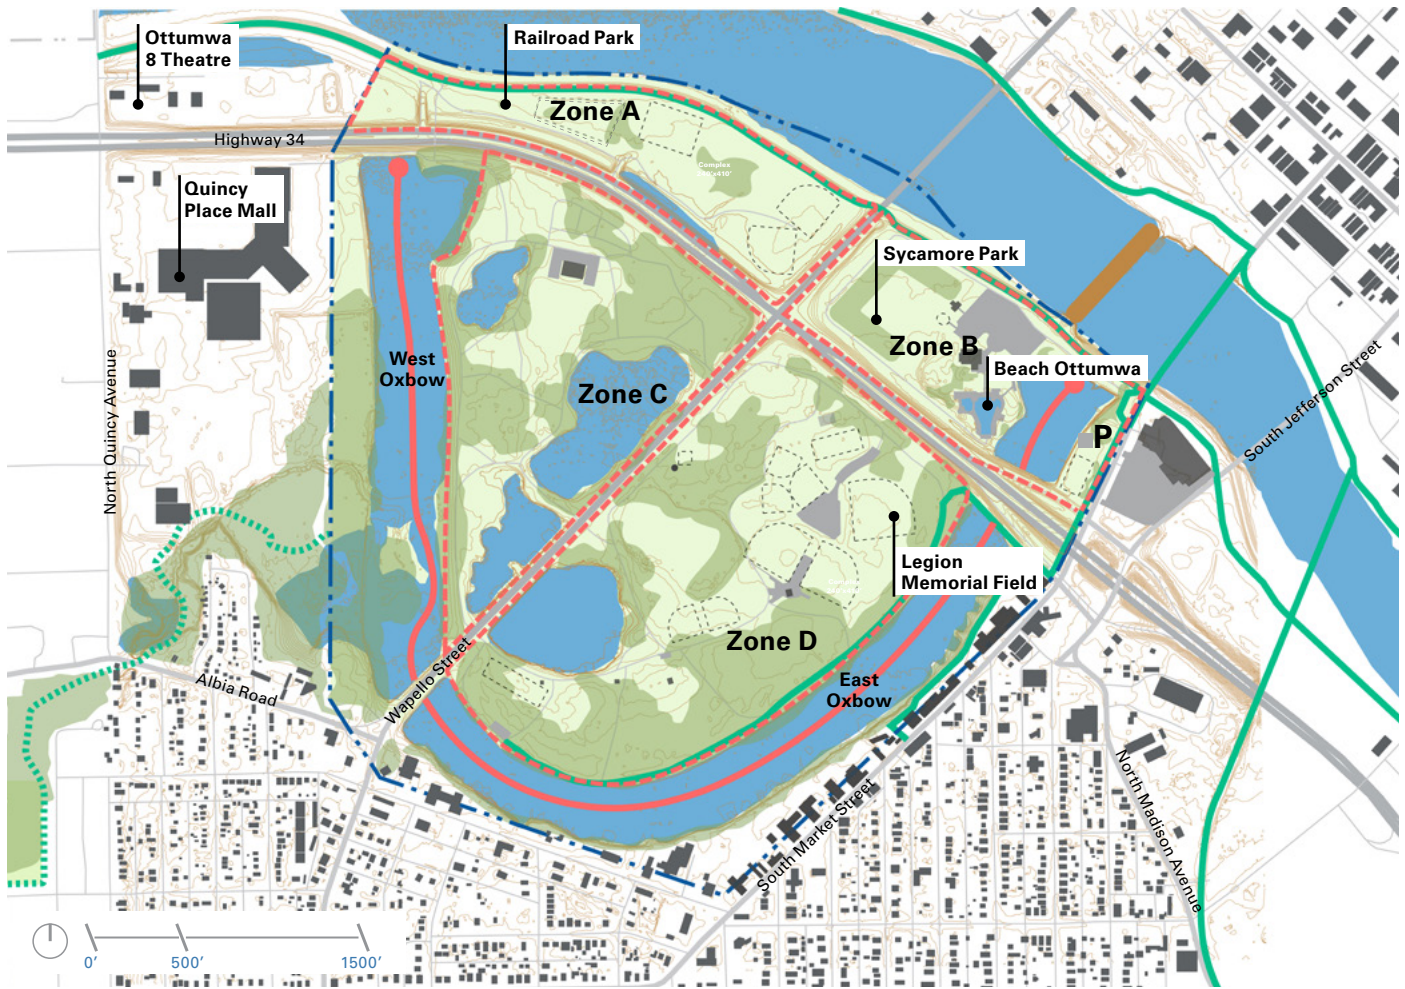 Ottumwa
8 Theatre
Railroad Park
Zone A
Highway 34
Complex
Quincy
Place Mall
Sycamore Park
Zone B
West
Oxbow
Beach Ottumwa
Zone C
P
North Quincy Avenue
South Jefferson Street
Legion
Memorial Field
Zone D
East
Oxbow
Wapello Street
Albia Road
South Market Street
North Madison Avenue
0’
500’
1500’